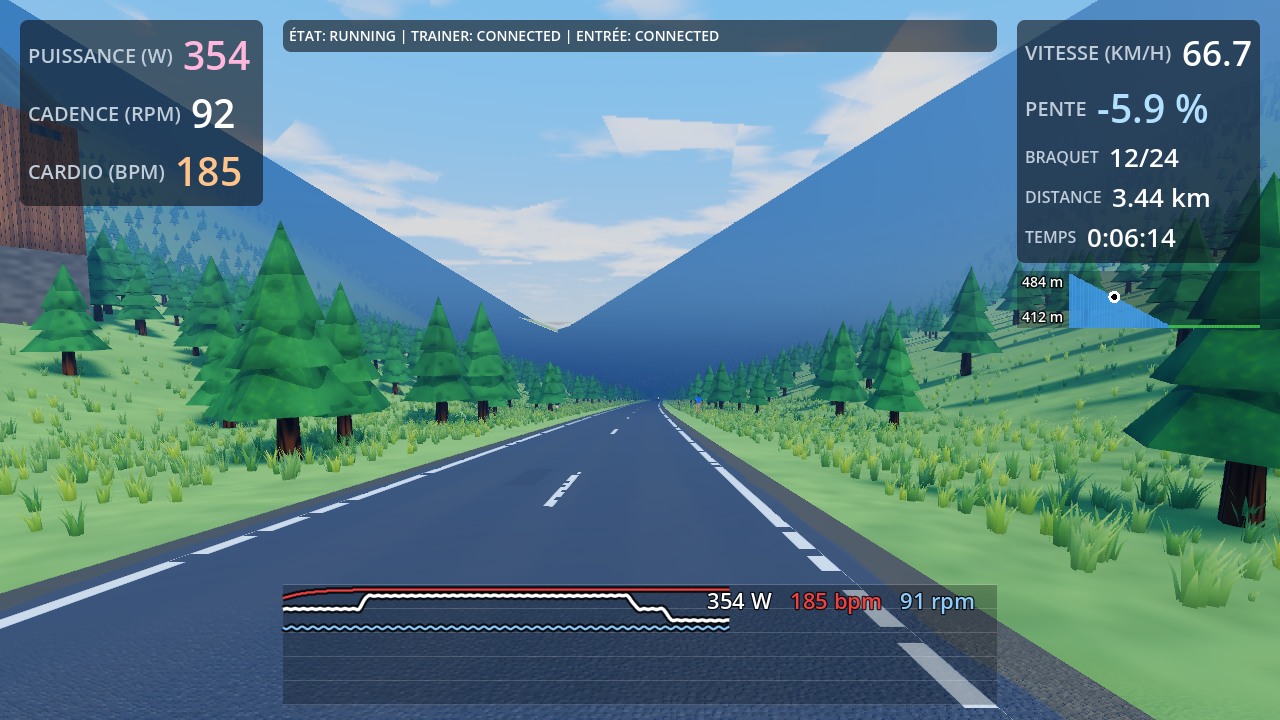 PUISSANCE (W) 354
CADENCE (RPM) 92
CARDIO (BPM) 185
ÉTAT: RUNNING | TRAINER: CONNECTED | ENTRÉE: CONNECTED
VITESSE (KM/H) 66.7
PENTE -5.9 %
BRAQUET 12/24
DISTANCE 3.44 km
TEMPS 0:06:14
484 m
412 m
354 W 185 bpm 91 rpm